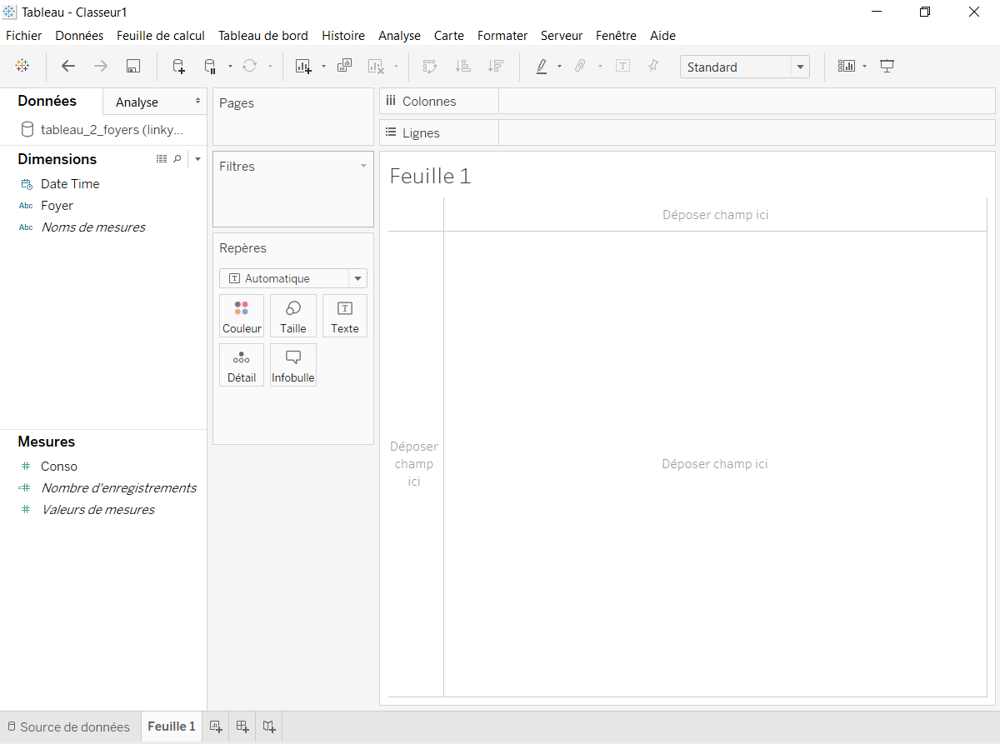 Tableau - Classeur1
Fichier Données Feuille de calcul Tableau de bord Histoire Analyse Carte Formater Serveur Fenêtre Aide
Standard
Données Analyse
tableau_2_foyers (linky...
Dimensions
Date Time
Abc Foyer
Abc Noms de mesures
Mesures
Conso
Nombre d'enregistrements
Valeurs de mesures
Pages
Filtres
Repères
Automatique
Couleur Taille Texte
Détail Infobulle
Colonnes
Lignes
Feuille 1
Déposer champ ici
Déposer
champ
ici
Déposer champ ici
Source de données Feuille 1